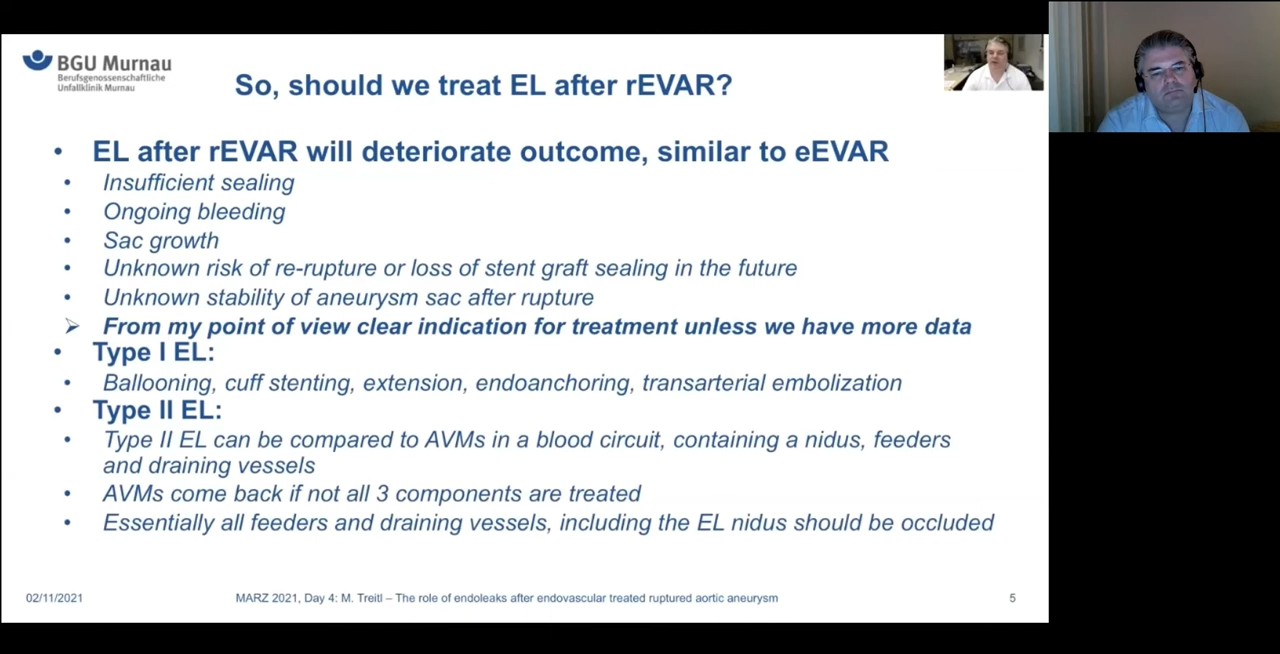 BGU Murnau
Berufsgenossenschaftliche
Unfallklinik Murnau
So, should we treat EL after rEVAR?
• EL after rEVAR will deteriorate outcome, similar to eEVAR
• Insufficient sealing
• Ongoing bleeding
• Sac growth
• Unknown risk of re-rupture or loss of stent graft sealing in the future
• Unknown stability of aneurysm sac after rupture
➢ From my point of view clear indication for treatment unless we have more data
• Type I EL:
• Ballooning, cuff stenting, extension, endoanchoring, transarterial embolization
• Type II EL:
• Type II EL can be compared to AVMs in a blood circuit, containing a nidus, feeders
and draining vessels
• AVMs come back if not all 3 components are treated
• Essentially all feeders and draining vessels, including the EL nidus should be occluded
02/11/2021
MARZ 2021, Day 4: M. Treitl – The role of endoleaks after endovascular treated ruptured aortic aneurysm
5